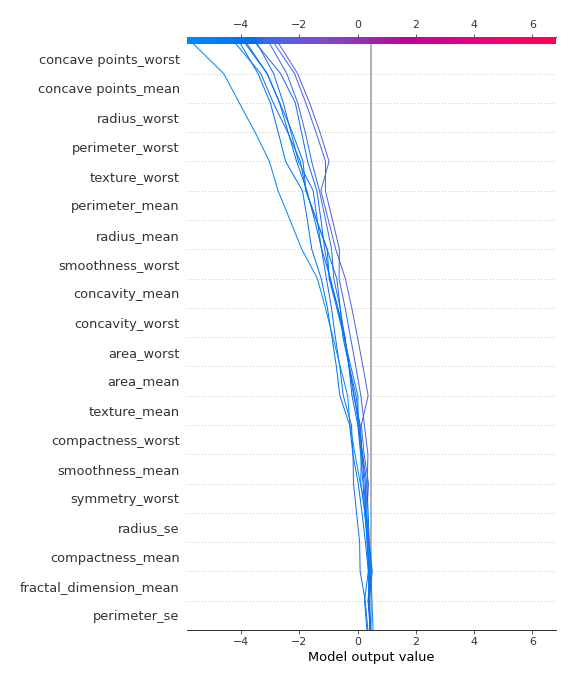 −4 −2 0 2 4 6
concave points_worst
concave points_mean
radius_worst
perimeter_worst
texture_worst
perimeter_mean
radius_mean
smoothness_worst
concavity_mean
concavity_worst
area_worst
area_mean
texture_mean
compactness_worst
smoothness_mean
symmetry_worst
radius_se
compactness_mean
fractal_dimension_mean
perimeter_se
−4 −2 0 2 4 6
Model output value